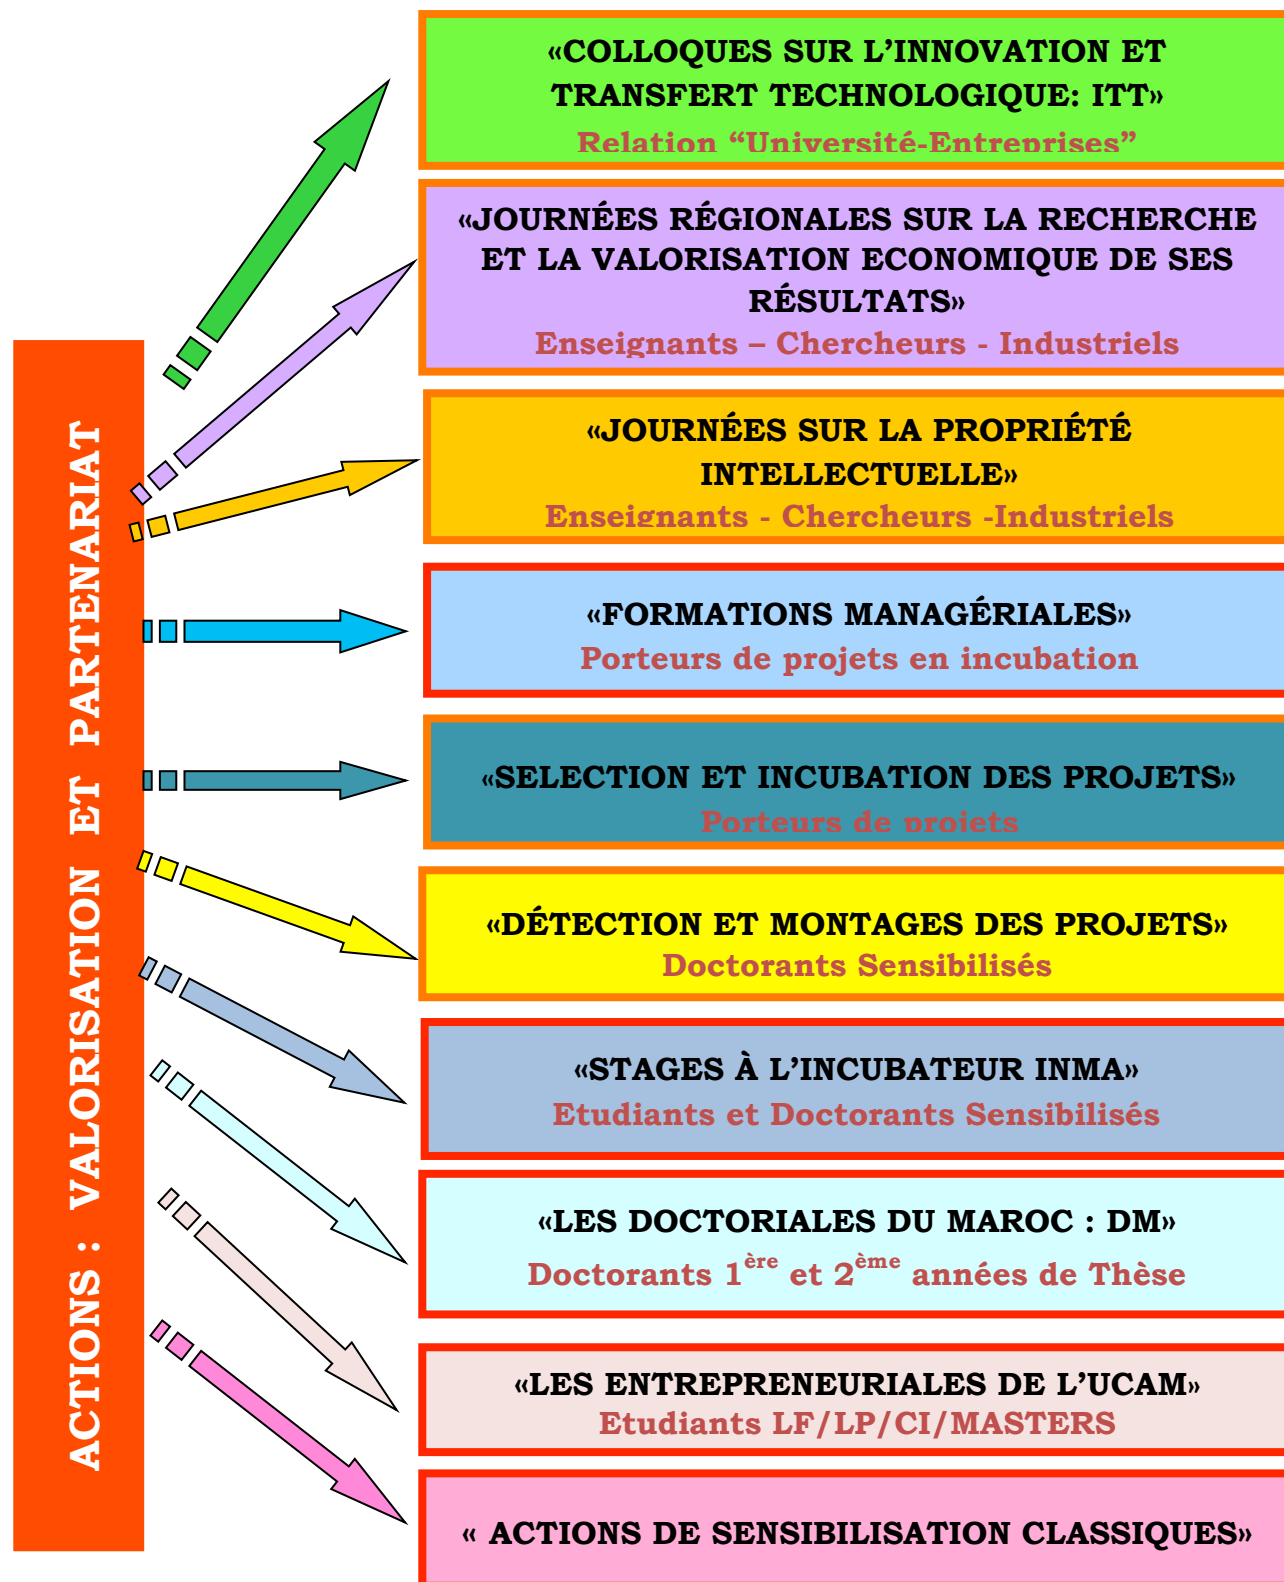 ACTIONS : VALORISATION ET PARTENARIAT
«COLLOQUES SUR L’INNOVATION ET
TRANSFERT TECHNOLOGIQUE: ITT»
Relation “Université-Entreprises”
«JOURNÉES RÉGIONALES SUR LA RECHERCHE
ET LA VALORISATION ECONOMIQUE DE SES
RÉSULTATS»
Enseignants – Chercheurs - Industriels
«JOURNÉES SUR LA PROPRIÉTÉ
INTELLECTUELLE»
Enseignants - Chercheurs -Industriels
«FORMATIONS MANAGÉRIALES»
Porteurs de projets en incubation
«SELECTION ET INCUBATION DES PROJETS»
Porteurs de projets
«DÉTECTION ET MONTAGES DES PROJETS»
Doctorants Sensibilisés
«STAGES À L’INCUBATEUR INMA»
Etudiants et Doctorants Sensibilisés
«LES DOCTORIALES DU MAROC : DM»
Doctorants 1ère et 2ème années de Thèse
«LES ENTREPRENEURIALES DE L’UCAM»
Etudiants LF/LP/CI/MASTERS
« ACTIONS DE SENSIBILISATION CLASSIQUES»